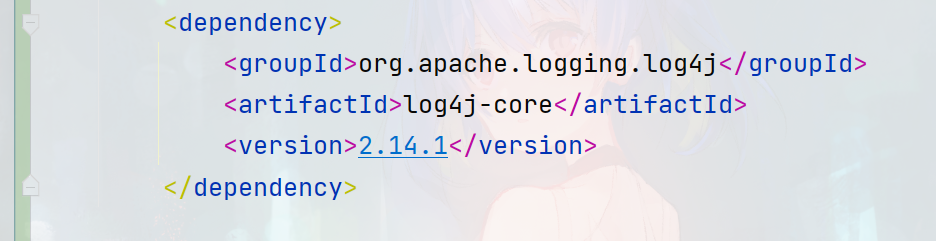 <dependency>
<groupId>org.apache.logging.log4j</groupId>
<artifactId>log4j-core</artifactId>
<version>2.14.1</version>
</dependency>